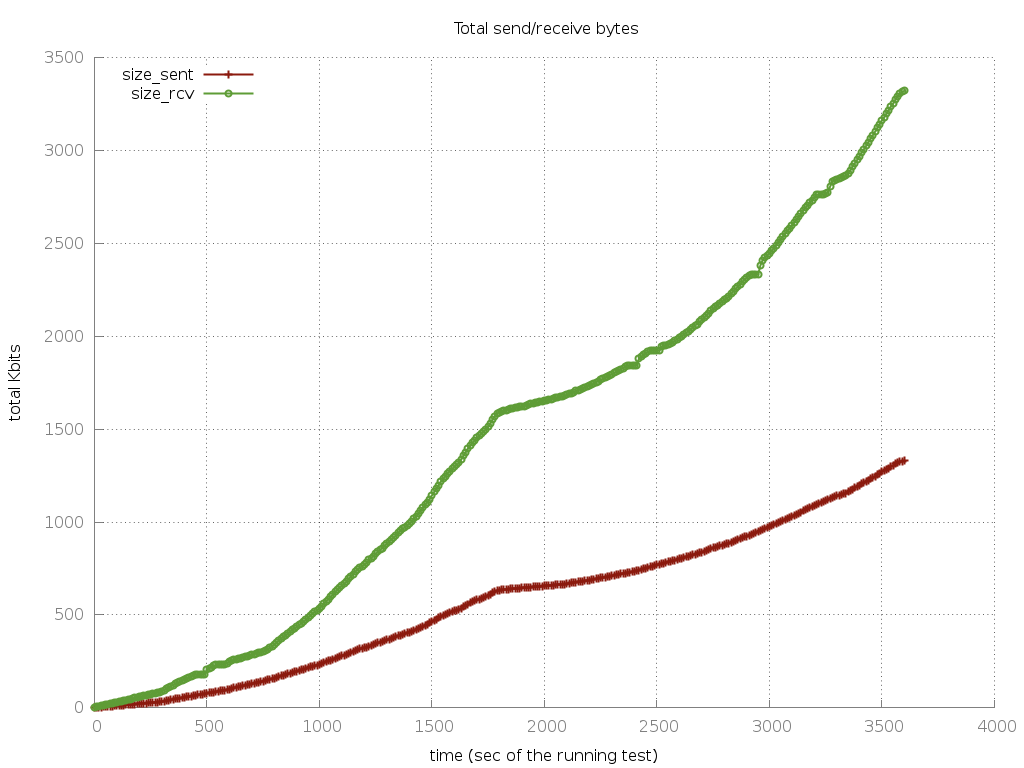 Total send/receive bytes
size_sent
size_rcv
3500
3000
2500
2000
1500
1000
500
0
total Kbits
0 500 1000 1500 2000 2500 3000 3500 4000
time (sec of the running test)